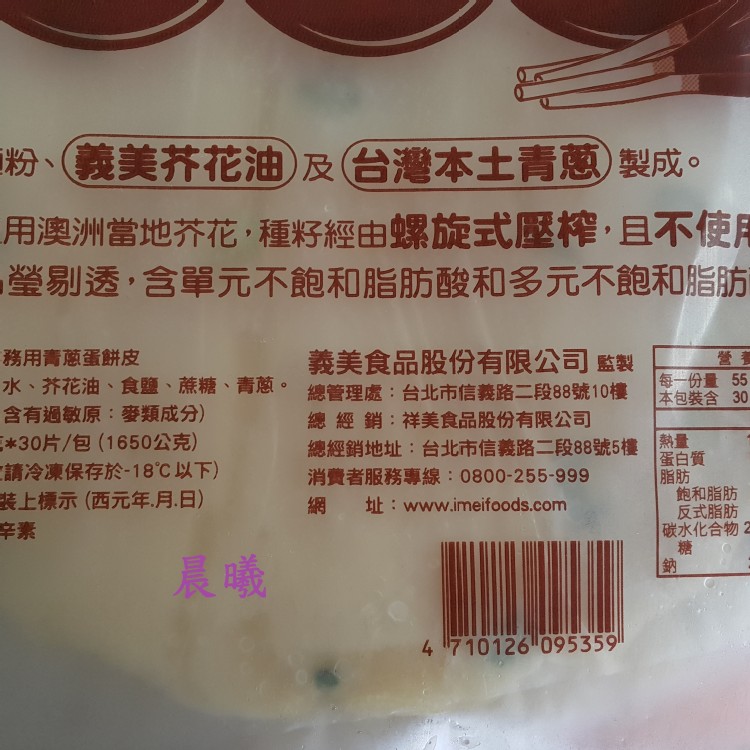 粉、義美芥花油及台灣本土青蔥製成。
用澳洲當地芥花,種籽經由螺旋式壓榨,且不使用
瑩剔透,含單元不飽和脂肪酸和多元不飽和脂肪
務用青蔥蛋餅皮
水、芥花油、食鹽、蔗糖、青蔥。
含有過敏原:麥類成分)
*30片/包 (1650公克)
請冷凍保存於-18℃以下)
裝上標示 (西元年.月.日)
辛素
義美食品股份有限公司 監製
總管理處:台北市信義路二段88號10樓
總 經 銷:祥美食品股份有限公司
總經銷地址:台北市信義路二段88號5樓
消費者服務專線:0800-255-999
網 址:www.imeifoods.com
營養
每一份量 55
本包裝含 30
熱量
蛋白質
脂肪
飽和脂肪
反式脂肪
碳水化合物 2
糖
鈉
晨曦
4 710126 095359